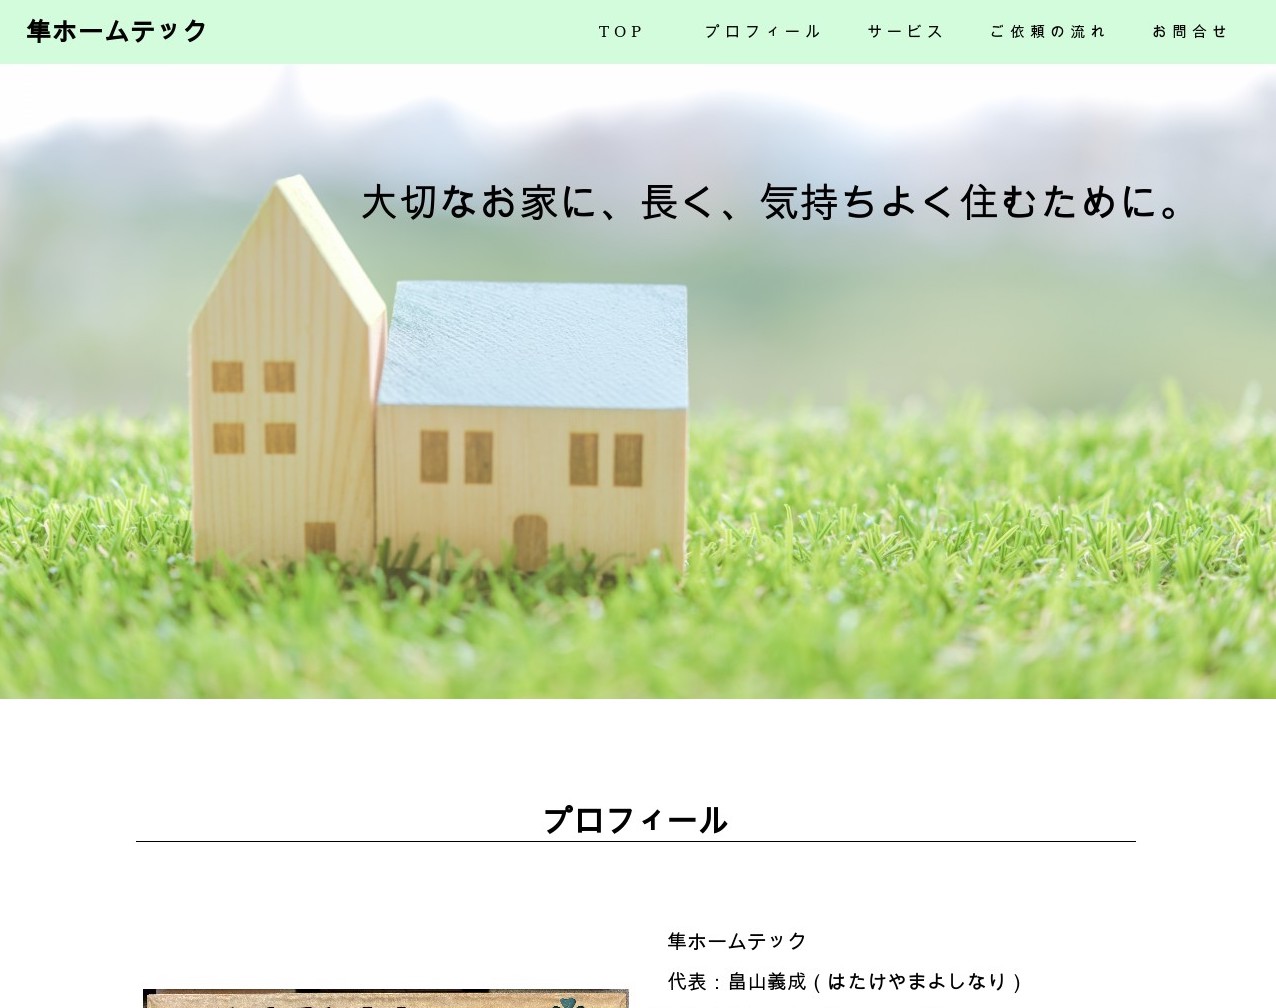 隼ホームテック
TOP
プロフィール
サービス
ご依頼の流れ
お問合せ
大切なお家に、長く、気持ちよく住むために。
プロフィール
隼ホームテック
代表：畠山義成 ( はたけやまよしなり )